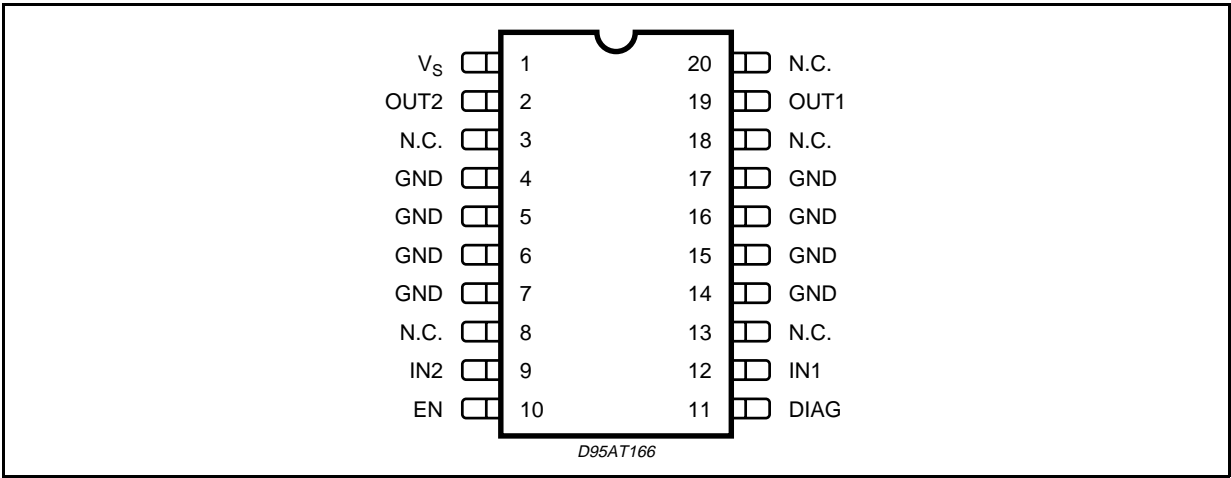 V_S 1 20 N.C.
OUT2 2 19 OUT1
N.C. 3 18 N.C.
GND 4 17 GND
GND 5 16 GND
GND 6 15 GND
GND 7 14 GND
N.C. 8 13 N.C.
IN2 9 12 IN1
EN 10 11 DIAG
D95AT166